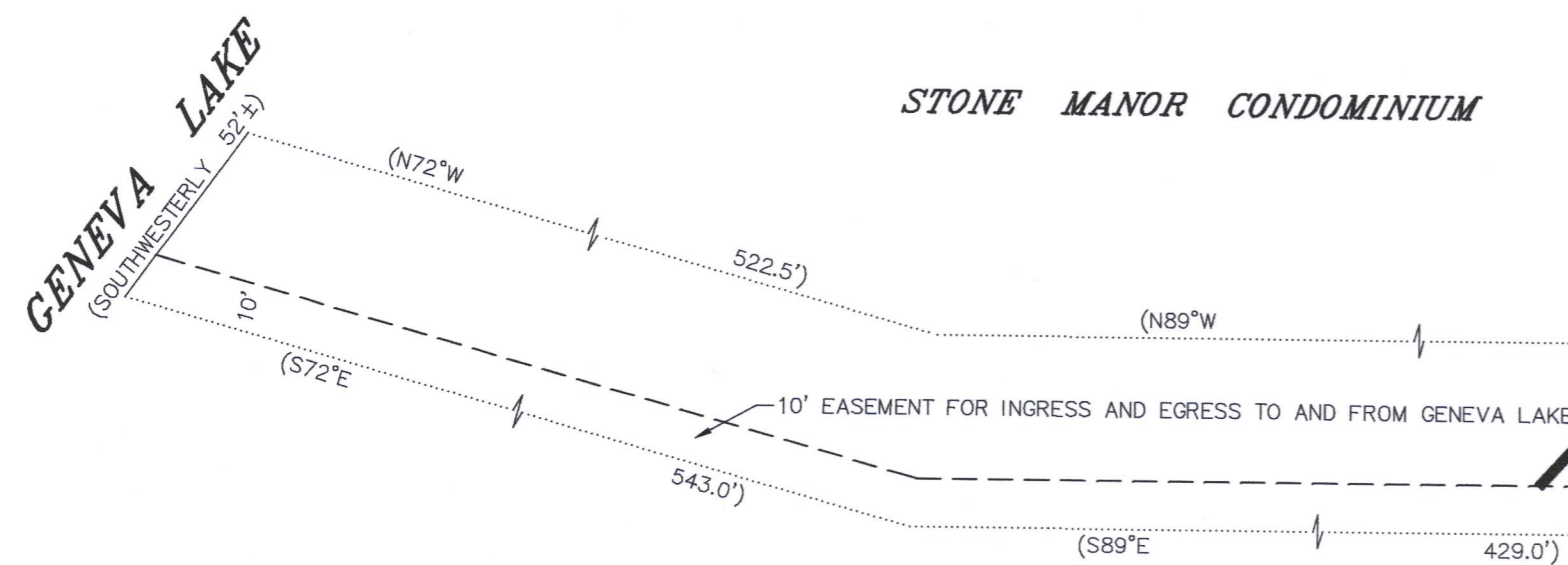 GENEVA LAKE
(SOUTHWESTERLY 52'±)
STONE MANOR CONDOMINIUM
(N72°W
522.5')
(N89°W
10'
(S72°E
10' EASEMENT FOR INGRESS AND EGRESS TO AND FROM GENEVA LAKE
543.0')
(S89°E
429.0')